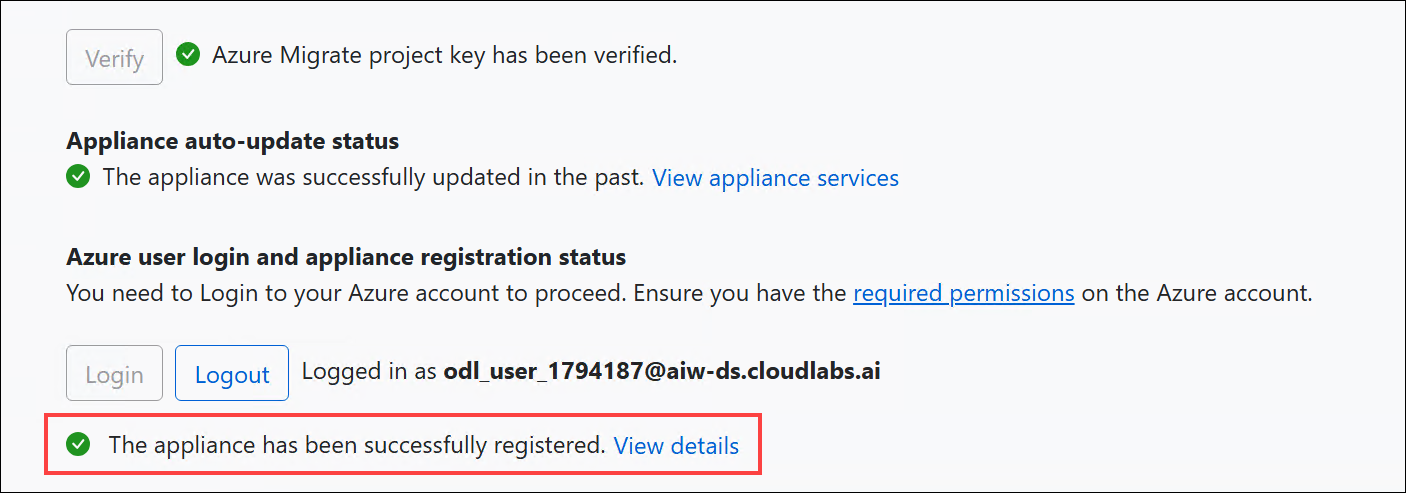 Verify Azure Migrate project key has been verified.
Appliance auto-update status
The appliance was successfully updated in the past. View appliance services
Azure user login and appliance registration status
You need to Login to your Azure account to proceed. Ensure you have the required permissions on the Azure account.
Login Logout Logged in as odl_user_1794187@aiw-ds.cloudlabs.ai
The appliance has been successfully registered. View details